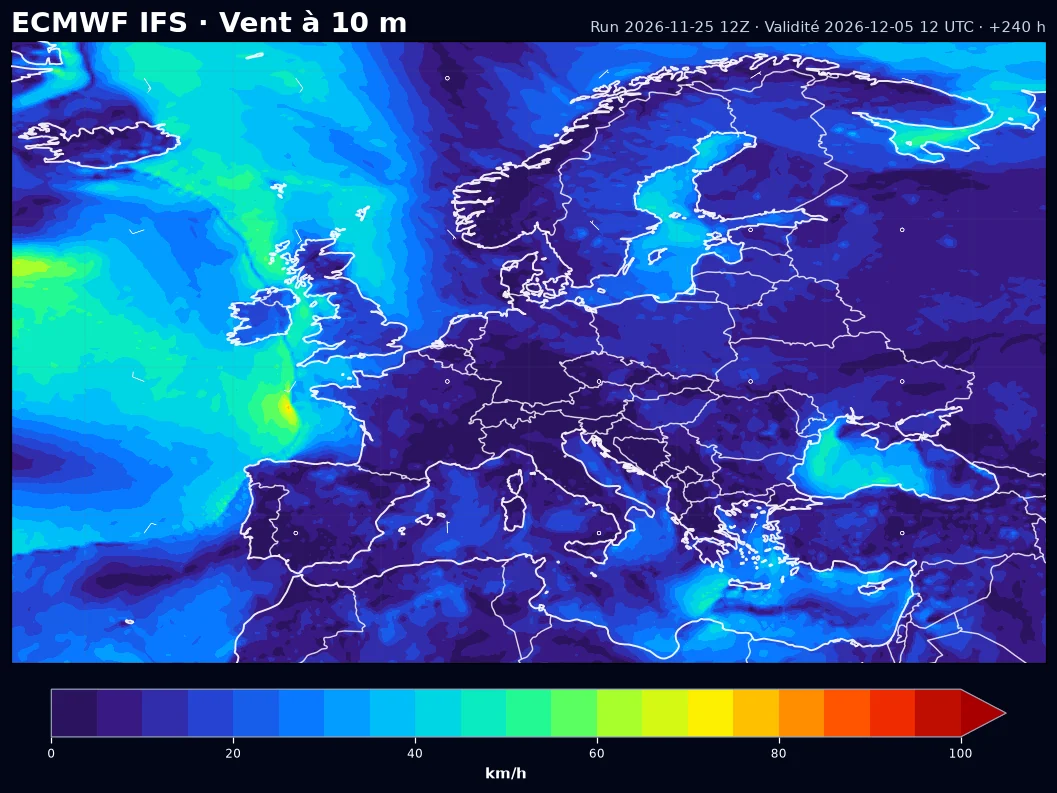 ECMWF IFS · Vent à 10 m
Run 2026-11-25 12Z · Validité 2026-12-05 12 UTC · +240 h
0 20 40 60 80 100
km/h